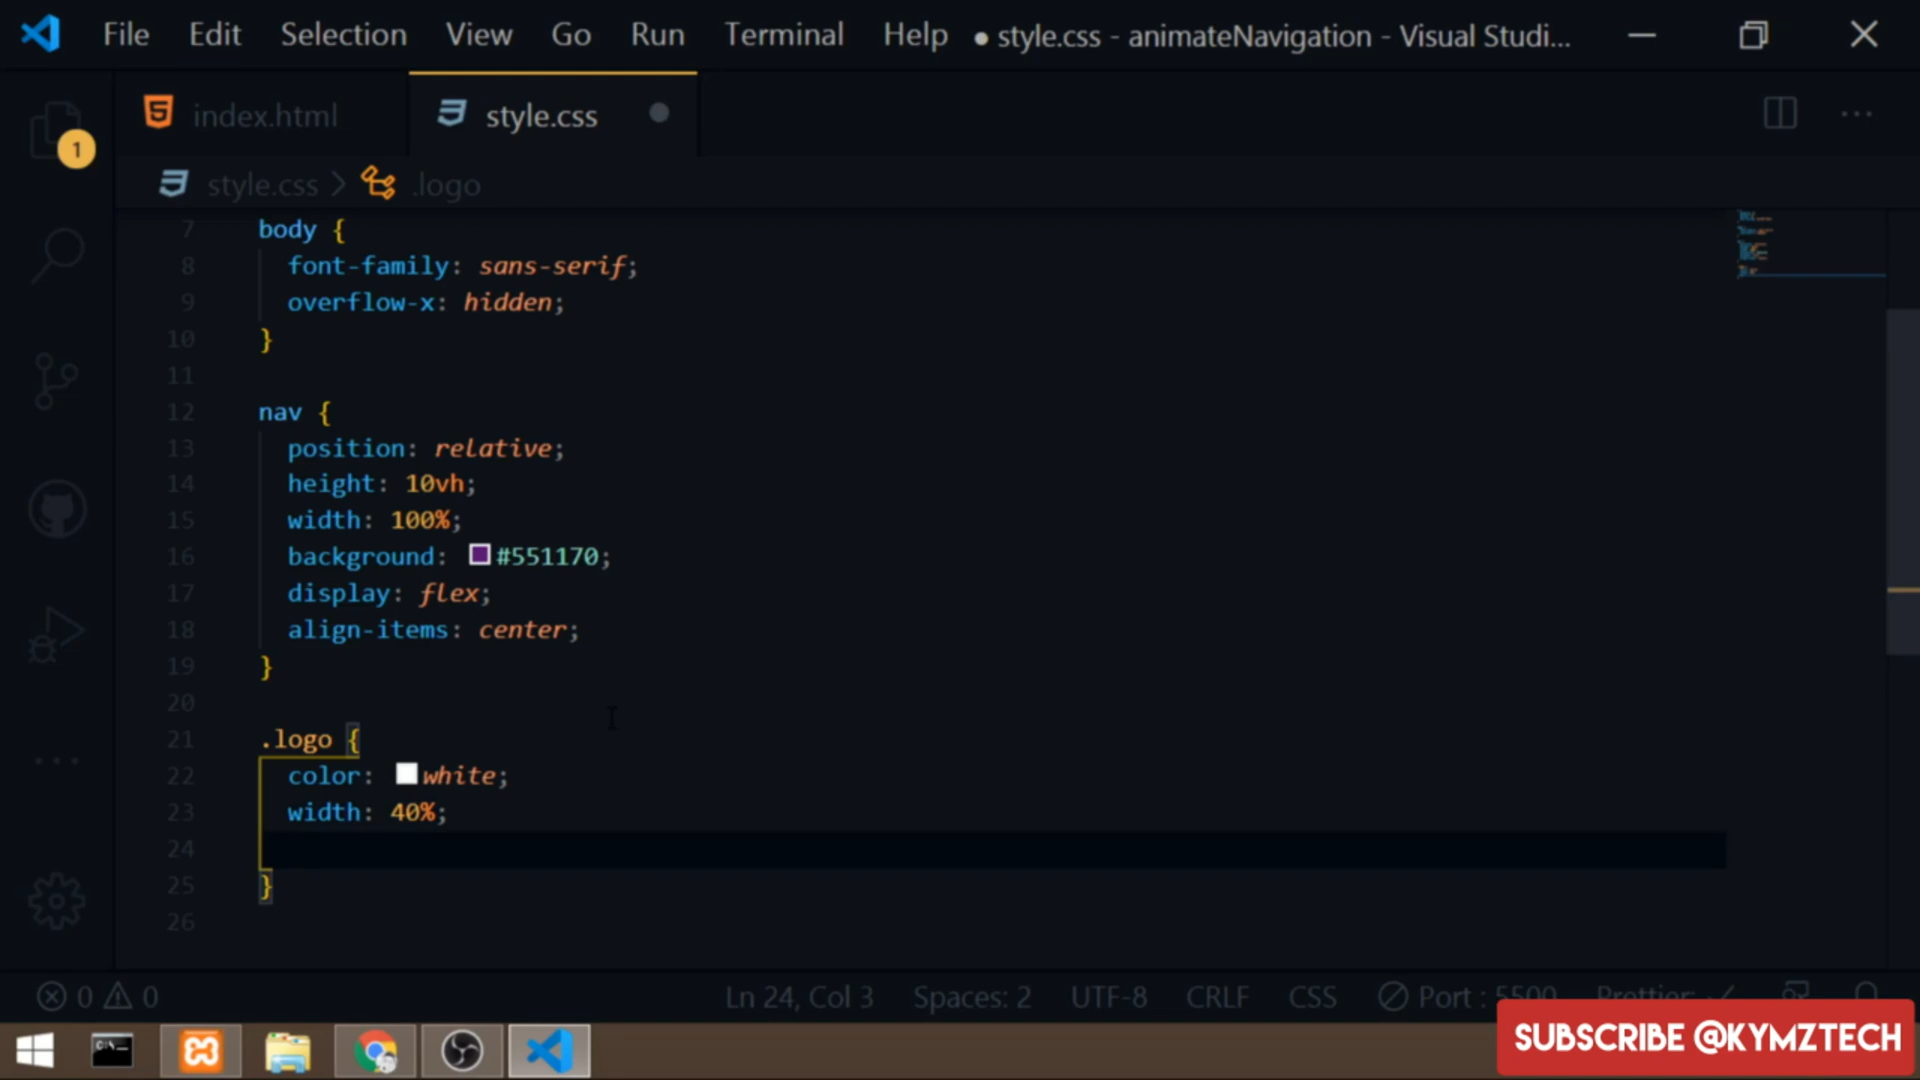 File Edit Selection View Go Run Terminal Help ● style.css - animateNavigation - Visual Studi...
index.html style.css
1
style.css > .logo
7 body {
8 font-family: sans-serif;
9 overflow-x: hidden;
10 }
11
12 nav {
13 position: relative;
14 height: 10vh;
15 width: 100%;
16 background: #551170;
17 display: flex;
18 align-items: center;
19 }
20
21 .logo {
22 color: white;
23 width: 40%;
24
25 }
26
0 0 Ln 24, Col 3 Spaces: 2 UTF-8 CRLF CSS Port : 5500 Prettier: ✓
SUBSCRIBE @KYMZTECH